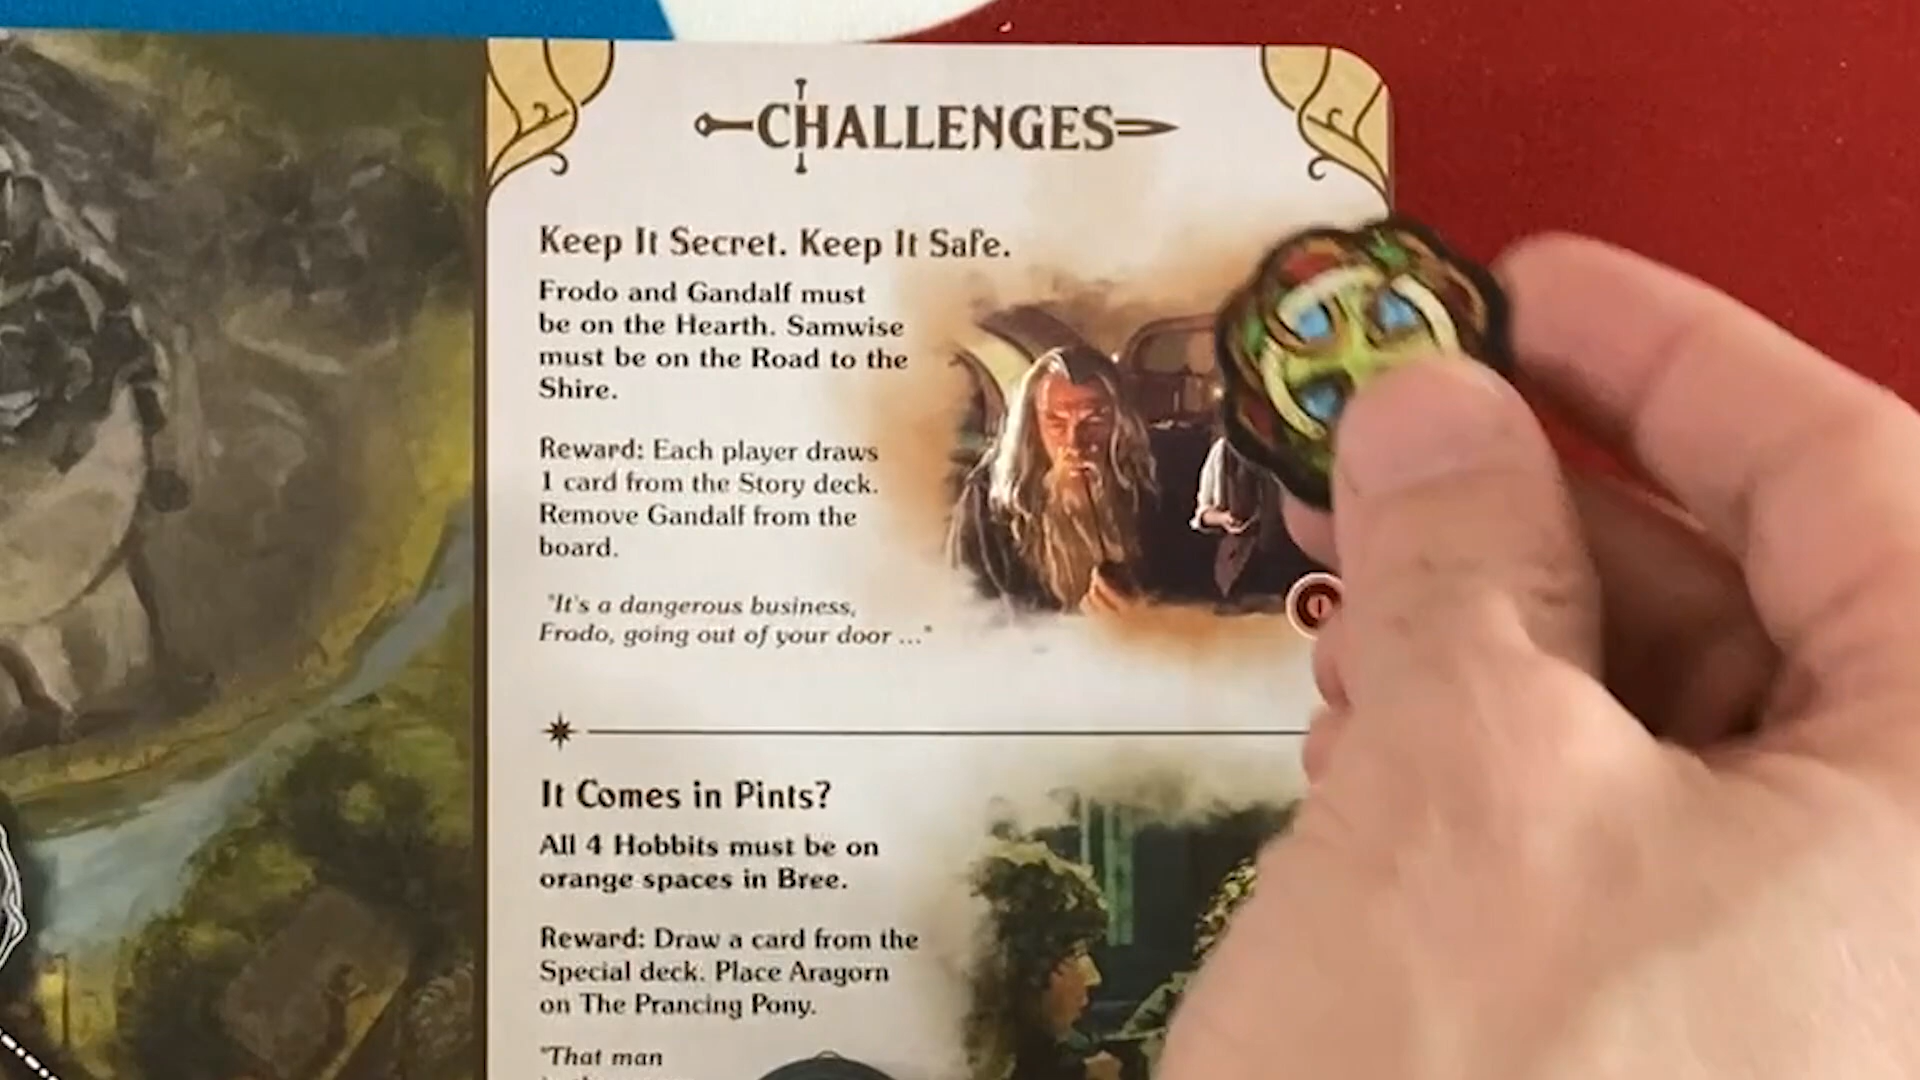 CHALLENGES
Keep It Secret. Keep It Safe.
Frodo and Gandalf must
be on the Hearth. Samwise
must be on the Road to the
Shire.
Reward: Each player draws
1 card from the Story deck.
Remove Gandalf from the
board.
"It's a dangerous business,
Frodo, going out of your door ..."
It Comes in Pints?
All 4 Hobbits must be on
orange spaces in Bree.
Reward: Draw a card from the
Special deck. Place Aragorn
on The Prancing Pony.
"That man